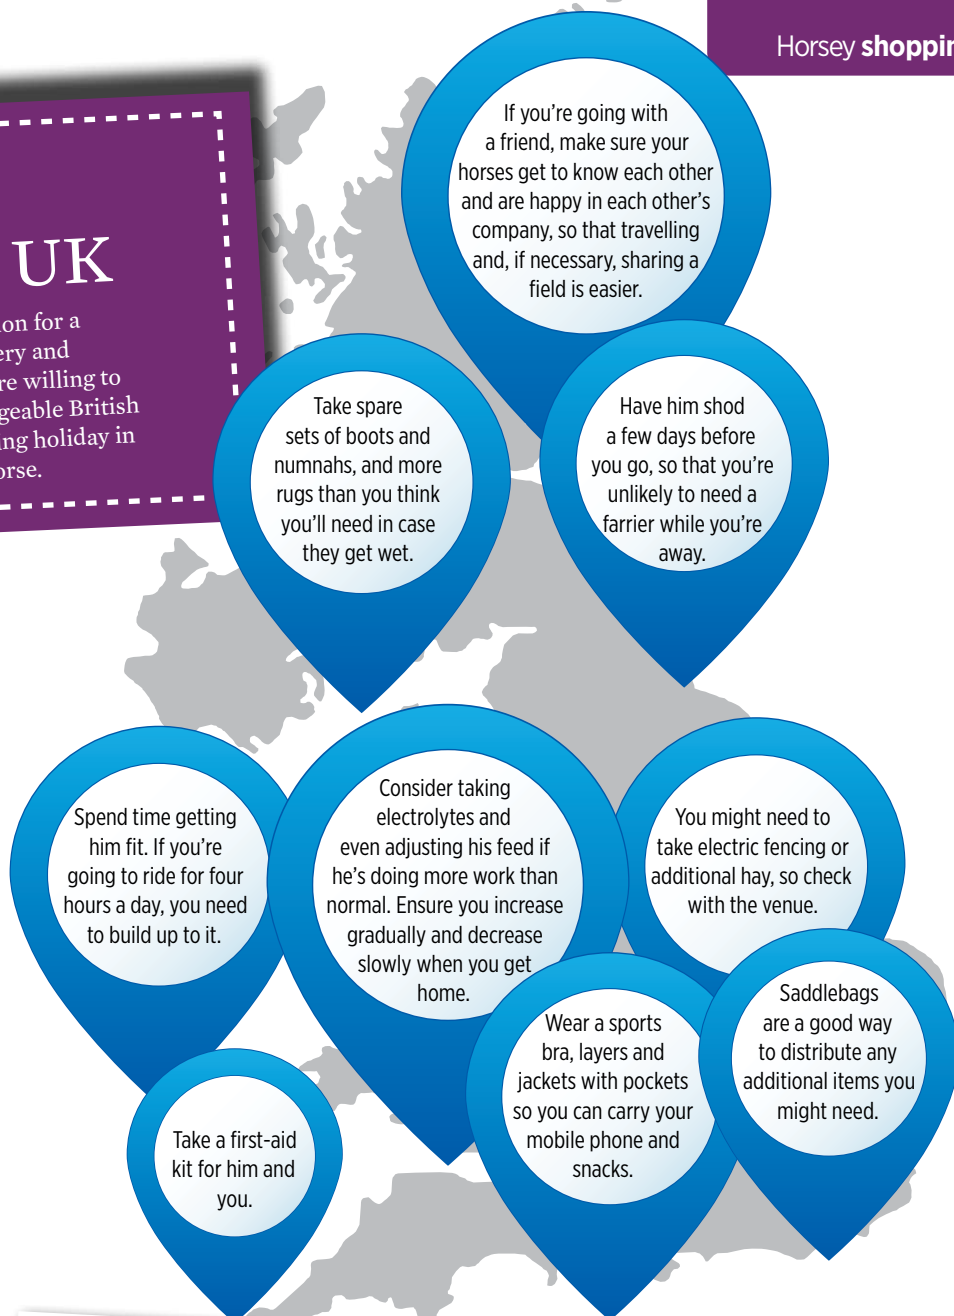 Horsey
UK
for a
and
willing to
British
holiday in
If you're going with
a friend, make sure your
horses get to know each other
and are happy in each other's
company, so that travelling
and, if necessary, sharing a
field is easier.
Take spare
sets of boots and
numnahs, and more
rugs than you think
you'll need in case
they get wet.
Have him shod
a few days before
you go, so that you're
unlikely to need a
farrier while you're
away.
Spend time getting
him fit. If you're
going to ride for four
hours a day, you need
to build up to it.
Consider taking
electrolytes and
even adjusting his feed if
he's doing more work than
normal. Ensure you increase
gradually and decrease
slowly when you get
home.
You might need to
take electric fencing or
additional hay, so check
with the venue.
Saddlebags
are a good way
to distribute any
additional items you
might need.
Wear a sports
bra, layers and
jackets with pockets
so you can carry your
mobile phone and
snacks.
Take a first-aid
kit for him and
you.